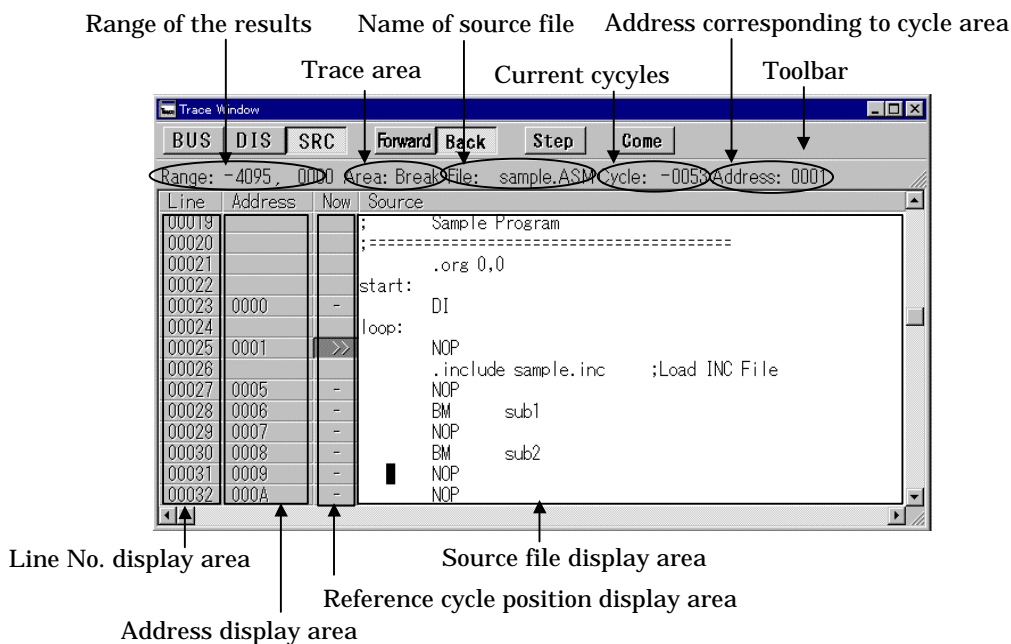 Range of the results Name of source file Address corresponding to cycle area
Trace area Current cycyles Toolbar
Trace Window
BUS DIS SRC Forward Back Step Come
Range: -4095, 0000 Area: Break File: sample.ASM Cycle: -0053 Address: 0001
Line Address Now Source
00019 ; Sample Program
00020 ;----------------------------------------
00021 .org 0,0
00022 start:
00023 0000 - DI
00024 loop:
00025 0001 >> NOP
00026 .include sample.inc ;Load INC File
00027 0005 - NOP
00028 0006 - BM sub1
00029 0007 - NOP
00030 0008 - BM sub2
00031 0009 - NOP
00032 000A - NOP
Line No. display area Source file display area
Reference cycle position display area
Address display area